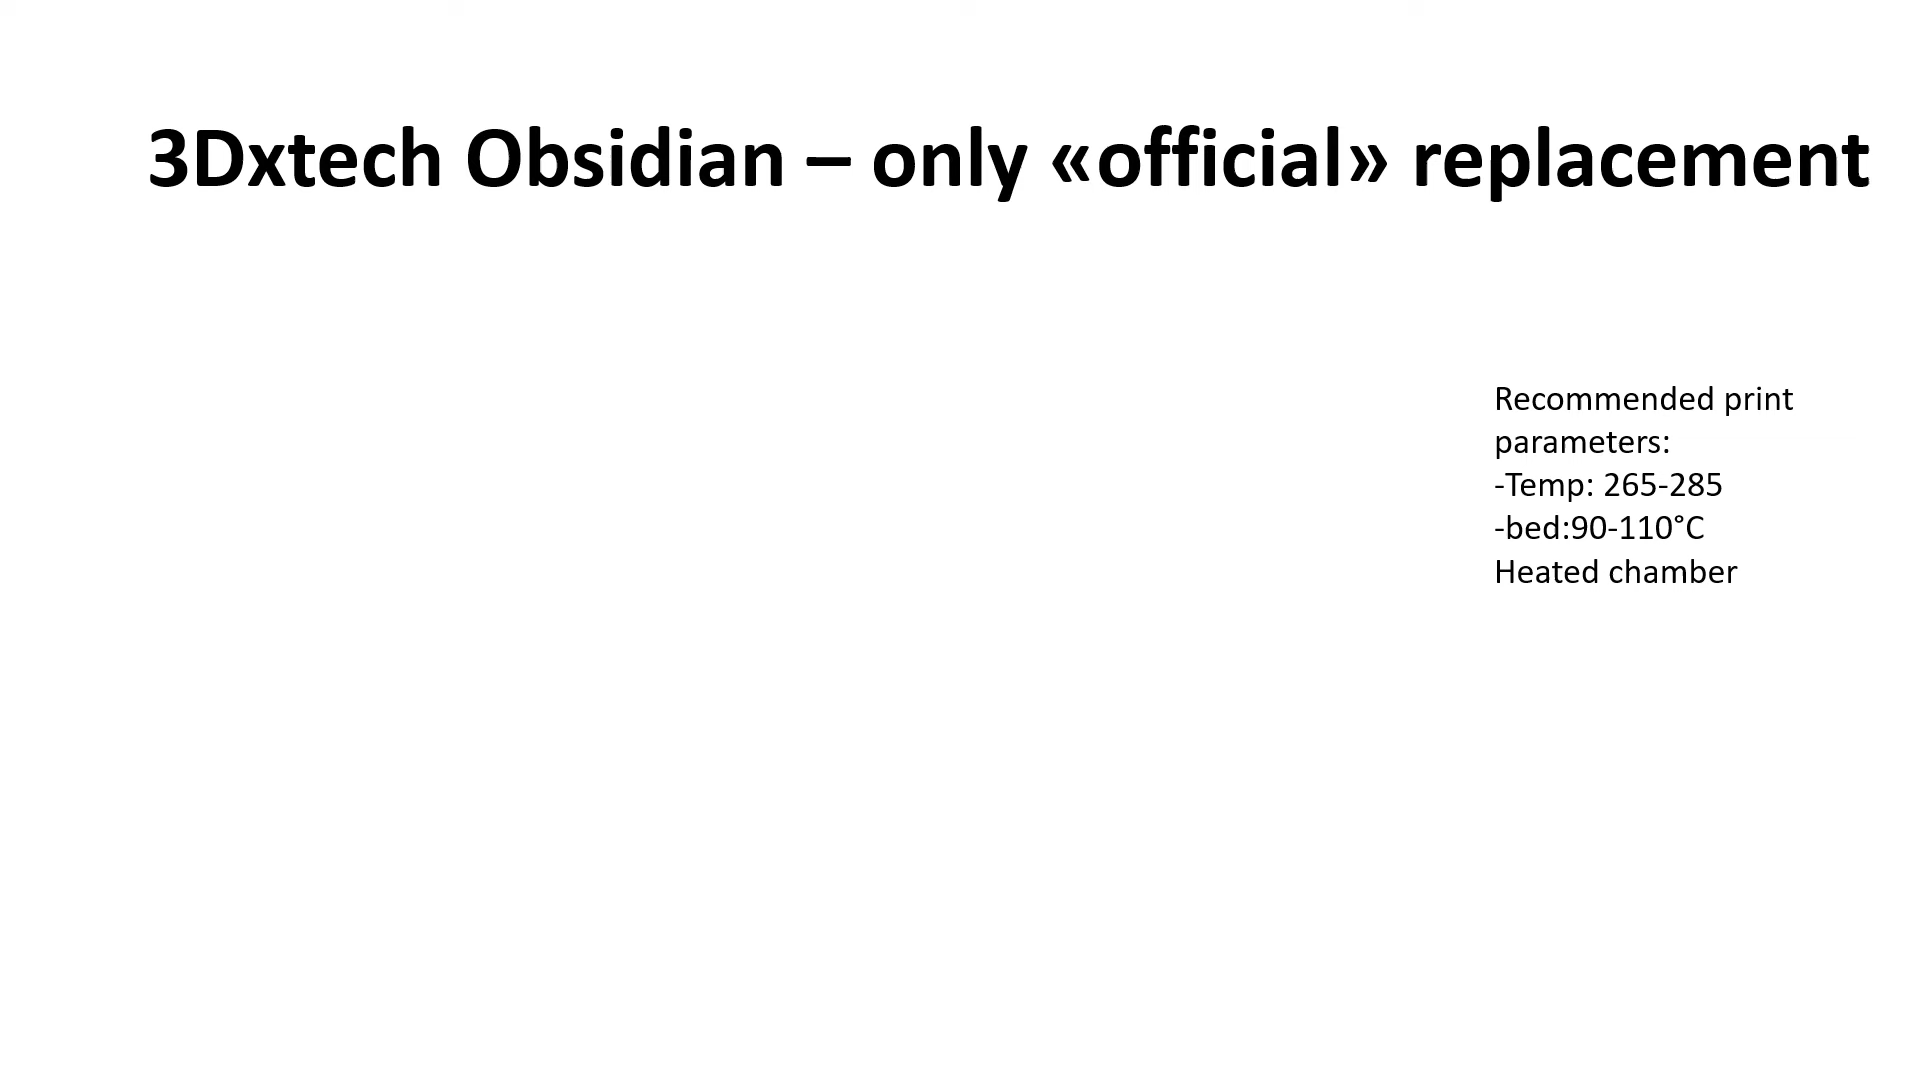 3Dxtech Obsidian – only «official» replacement
Recommended print
parameters:
-Temp: 265-285
-bed:90-110°C
Heated chamber